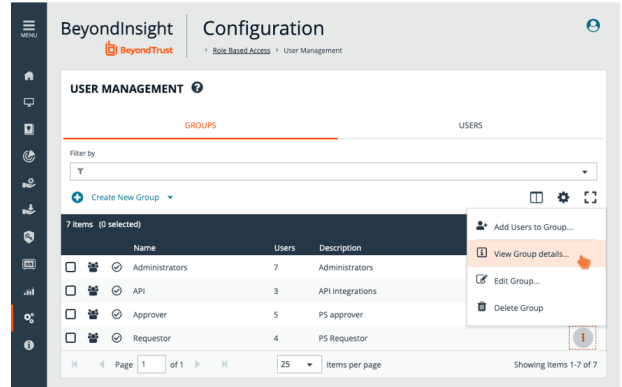 BeyondInsight
BeyondTrust
Configuration
> Role Based Access > User Management
MENU
USER MANAGEMENT ?
GROUPS
USERS
Filter by
Create New Group
7 items (0 selected)
Name Users Description
Administrators 7 Administrators
API 3 API integrations
Approver 5 PS approver
Requestor 4 PS Requestor
Add Users to Group...
View Group details...
Edit Group...
Delete Group
Page 1 of 1 25 items per page Showing Items 1-7 of 7